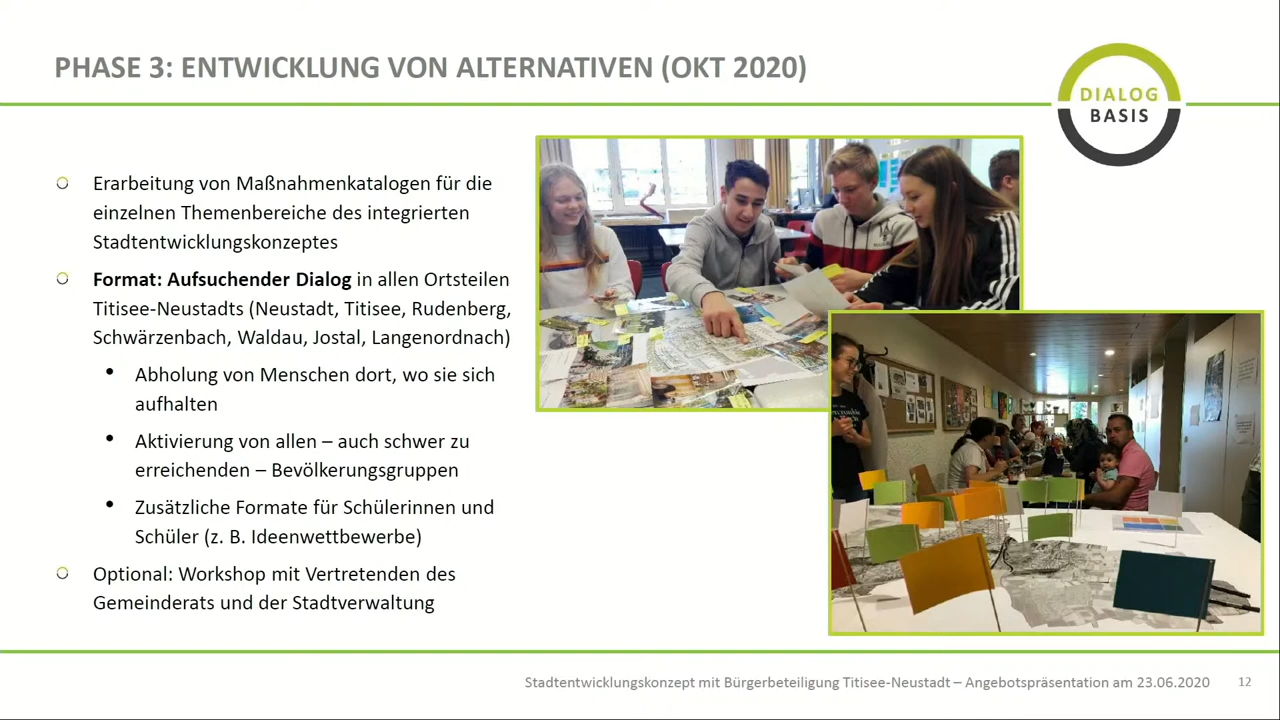 PHASE 3: ENTWICKLUNG VON ALTERNATIVEN (OKT 2020)
DIALOG
BASIS
Erarbeitung von Maßnahmenkatalogen für die
einzelnen Themenbereiche des integrierten
Stadtentwicklungskonzeptes
Format: Aufsuchender Dialog in allen Ortsteilen
Titisee-Neustadts (Neustadt, Titisee, Rudenberg,
Schwärzenbach, Waldau, Jostal, Langenordnach)
Abholung von Menschen dort, wo sie sich
aufhalten
Aktivierung von allen – auch schwer zu
erreichenden – Bevölkerungsgruppen
Zusätzliche Formate für Schülerinnen und
Schüler (z. B. Ideenwettbewerbe)
Optional: Workshop mit Vertretenden des
Gemeinderats und der Stadtverwaltung
Stadtentwicklungskonzept mit Bürgerbeteiligung Titisee-Neustadt – Angebotspräsentation am 23.06.2020
12